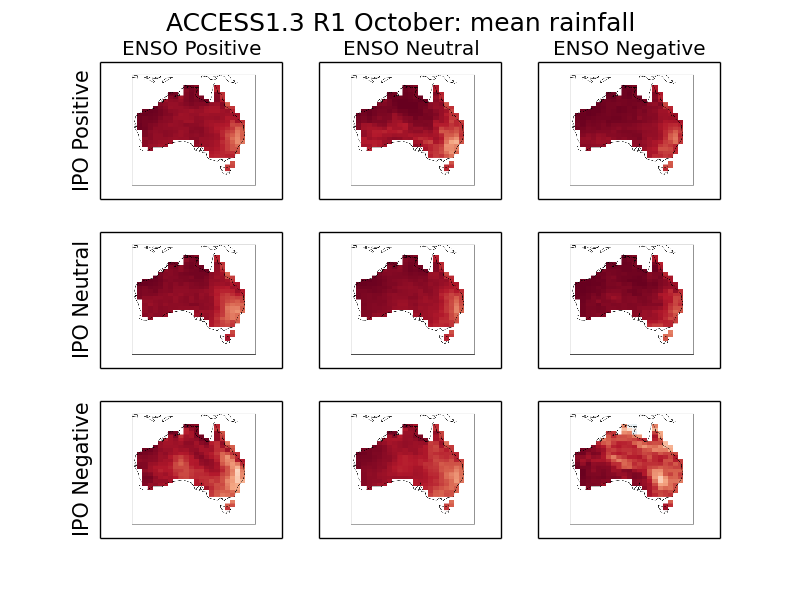 ACCESS1.3 R1 October: mean rainfall
ENSO Positive
ENSO Neutral
ENSO Negative
IPO Positive
IPO Neutral
IPO Negative